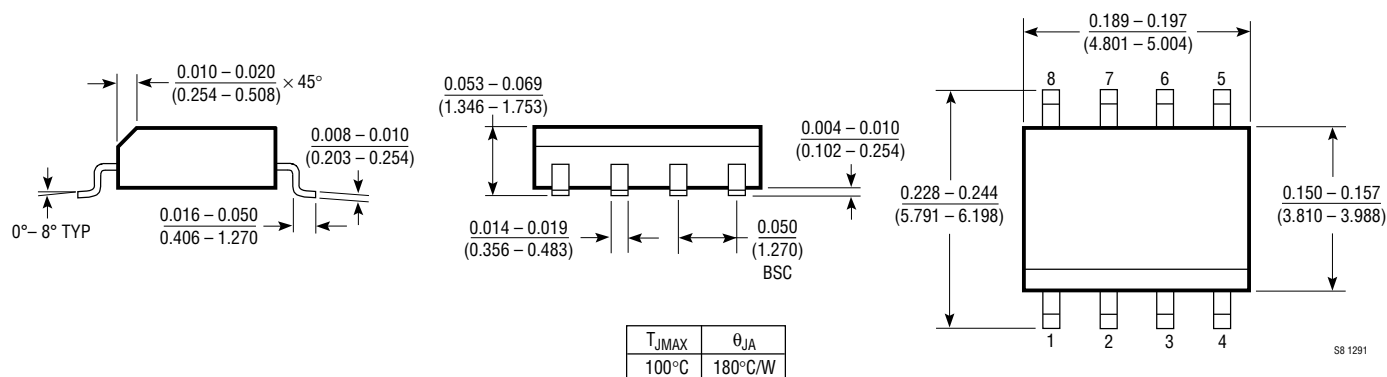 0.010 – 0.020
(0.254 – 0.508)
× 45°
0.008 – 0.010
(0.203 – 0.254)
0.016 – 0.050
0.406 – 1.270
0°– 8° TYP
0.053 – 0.069
(1.346 – 1.753)
0.004 – 0.010
(0.102 – 0.254)
0.014 – 0.019
(0.356 – 0.483)
0.050
(1.270)
BSC
0.189 – 0.197
(4.801 – 5.004)
8 7 6 5
0.228 – 0.244
(5.791 – 6.198)
0.150 – 0.157
(3.810 – 3.988)
1 2 3 4
TJMAX θJA
100°C 180°C/W
S8 1291